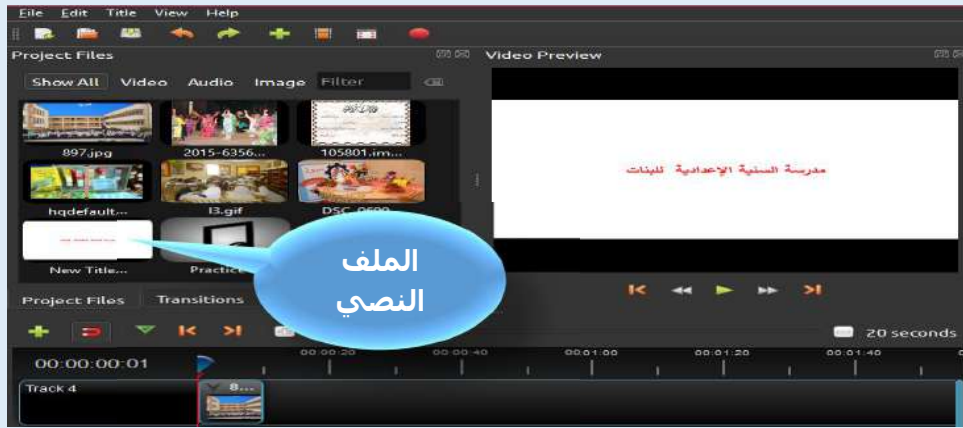 File Edit Title View Help
Project Files
Video Preview
Show All Video Audio Image Filter
897.jpg 2015-6356... 105801.im...
hqdefault... l3.gif DSC_0600
New Title... Practice
مدرسة السنية الإعدادية للبنات
الملف
النصي
Project Files Transitions
20 seconds
00:00:00:01
00:00:20 00:00:40 00:01:00 00:01:20 00:01:40
Track 4
8...